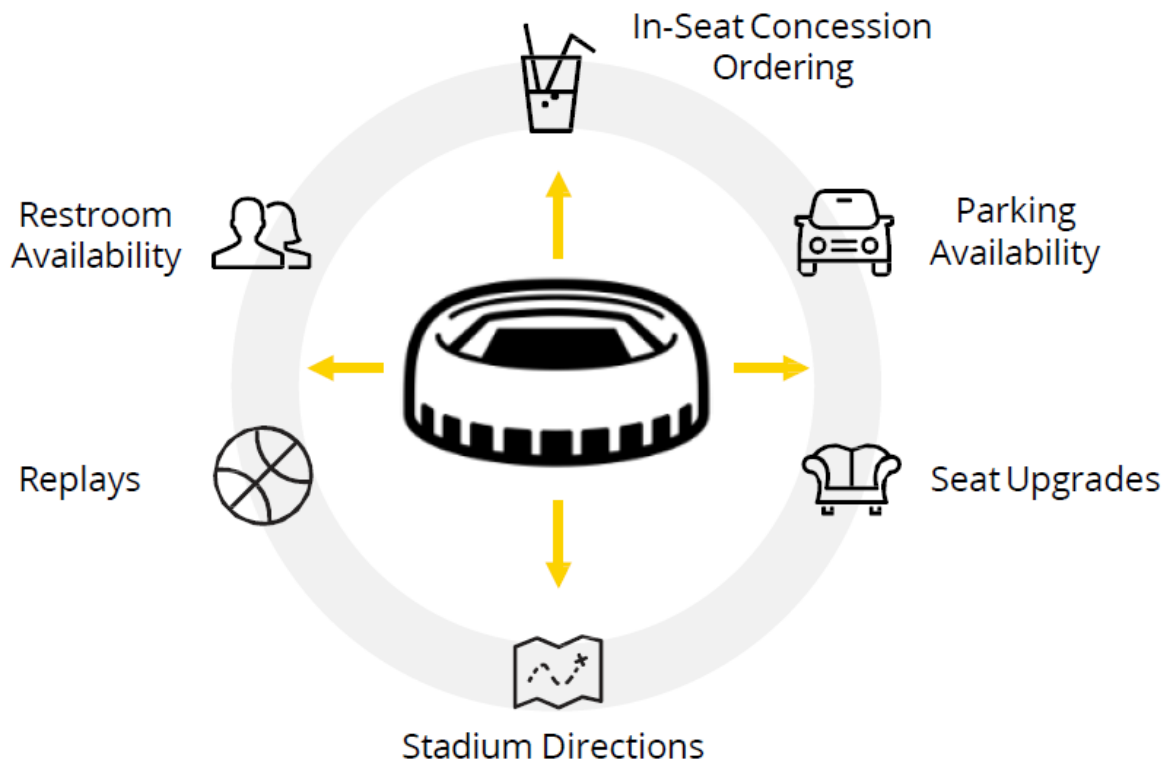 In-Seat Concession
Ordering
Restroom
Availability
Parking
Availability
Replays
Seat Upgrades
Stadium Directions